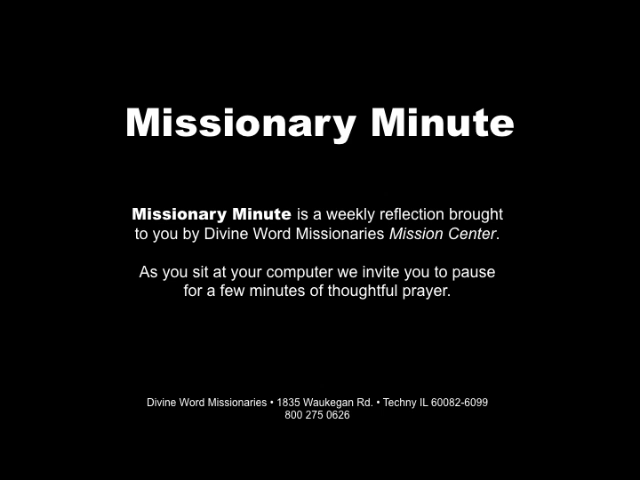 Missionary Minute
Missionary Minute is a weekly reflection brought
to you by Divine Word Missionaries Mission Center.
As you sit at your computer we invite you to pause
for a few minutes of thoughtful prayer.
Divine Word Missionaries • 1835 Waukegan Rd. • Techny IL 60082-6099
800 275 0626